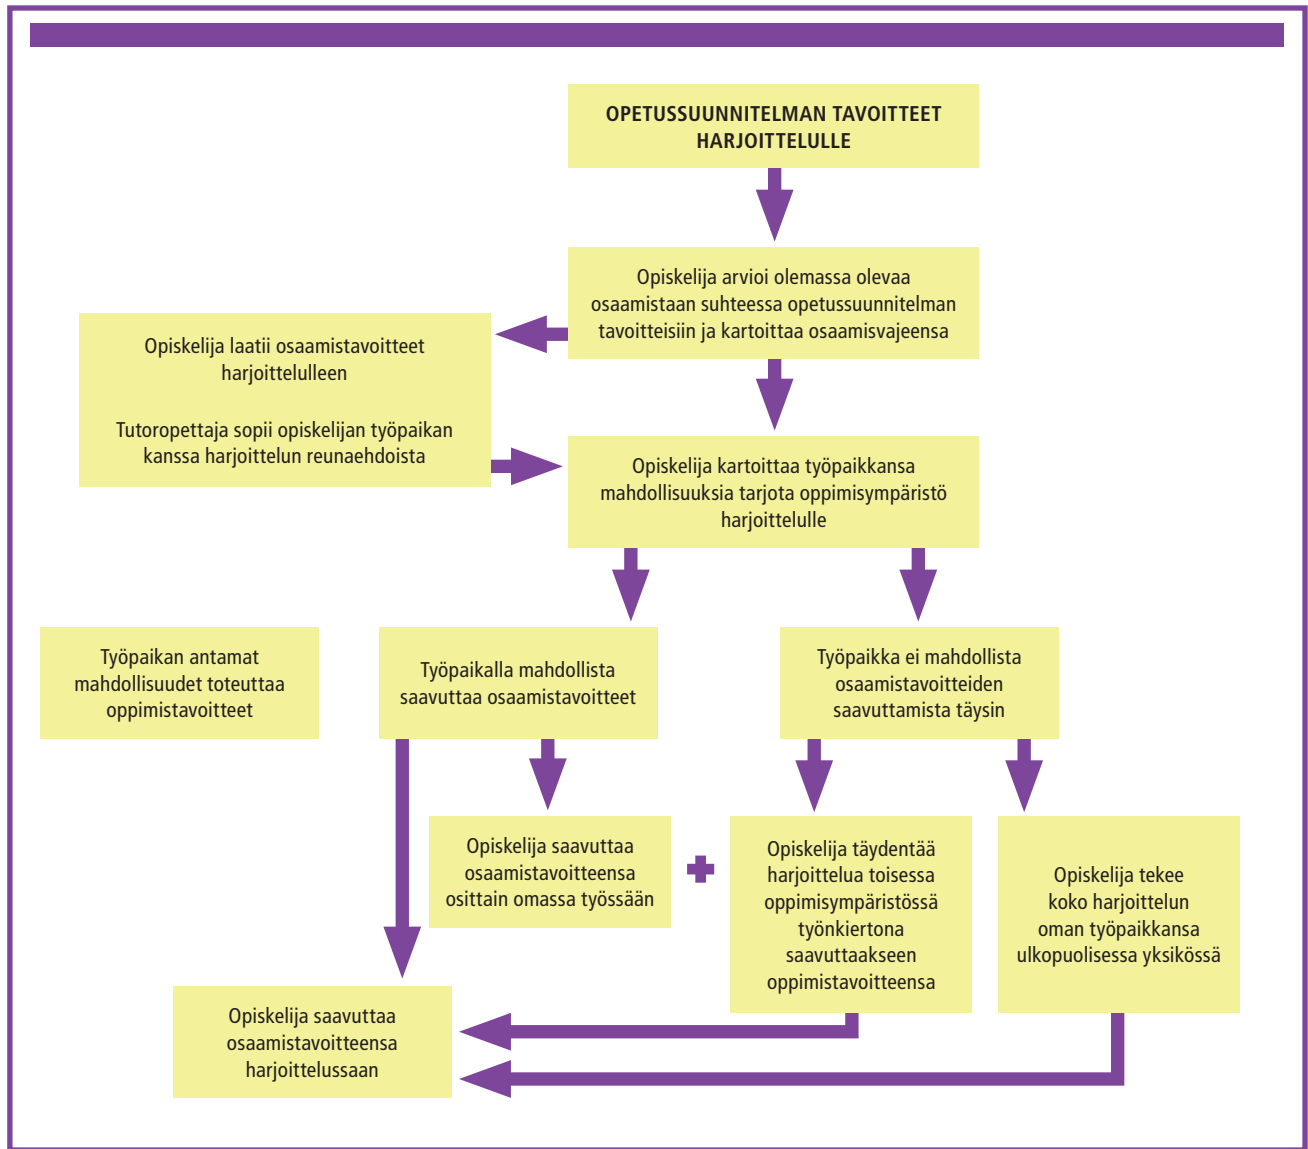 OPETUSSUUNNITELMAN TAVOITTEET
HARJOITTELULLE
Opiskelija arvioi olemassa olevaa
osaamistaan suhteessa opetussuunnitelman
tavoitteisiin ja kartoittaa osaamisvajeensa
Opiskelija laatii osaamistavoitteet
harjoittelulleen
Tutoropettaja sopii opiskelijan työpaikan
kanssa harjoittelun reunaehdoista
Opiskelija kartoittaa työpaikkansa
mahdollisuuksia tarjota oppimisympäristö
harjoittelulle
Työpaikan antamat
mahdollisuudet toteuttaa
oppimistavoitteet
Työpaikalla mahdollista
saavuttaa osaamistavoitteet
Työpaikka ei mahdollista
osaamistavoitteiden
saavuttamista täysin
Opiskelija saavuttaa
osaamistavoitteensa
osittain omassa työssään
Opiskelija täydentää
harjoittelua toisessa
oppimisympäristössä
työnkiertona
saavuttaakseen
oppimistavoitteensa
Opiskelija tekee
koko harjoittelun
oman työpaikkansa
ulkopuolisessa yksikössä
Opiskelija saavuttaa
osaamistavoitteensa
harjoittelussaan